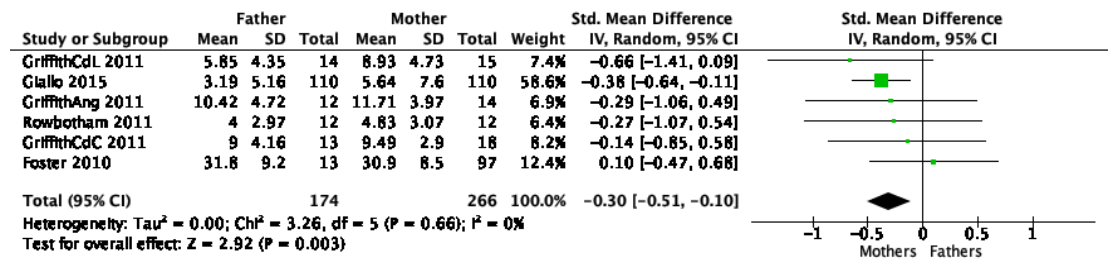 Father Mother Std. Mean Difference Std. Mean Difference
Study or Subgroup Mean SD Total Mean SD Total Weight IV, Random, 95% CI IV, Random, 95% CI
GriffithCdL 2011 5.85 4.35 14 8.93 4.73 15 7.4% −0.66 [−1.41, 0.09]
Giallo 2015 3.19 5.16 110 5.64 7.6 110 58.6% −0.38 [−0.64, −0.11]
GriffithAng 2011 10.42 4.72 12 11.71 3.97 14 6.9% −0.29 [−1.06, 0.49]
Rowbotham 2011 4 2.97 12 4.83 3.07 12 6.4% −0.27 [−1.07, 0.54]
GriffithCdC 2011 9 4.16 13 9.49 2.9 18 8.2% −0.14 [−0.85, 0.58]
Foster 2010 31.8 9.2 13 30.9 8.5 97 12.4% 0.10 [−0.47, 0.68]
Total (95% CI) 174 266 100.0% −0.30 [−0.51, −0.10]
Heterogeneity: Tau² = 0.00; Chi² = 3.26, df = 5 (P = 0.66); I² = 0%
Test for overall effect: Z = 2.92 (P = 0.003)
−1 −0.5 0 0.5 1
Mothers Fathers